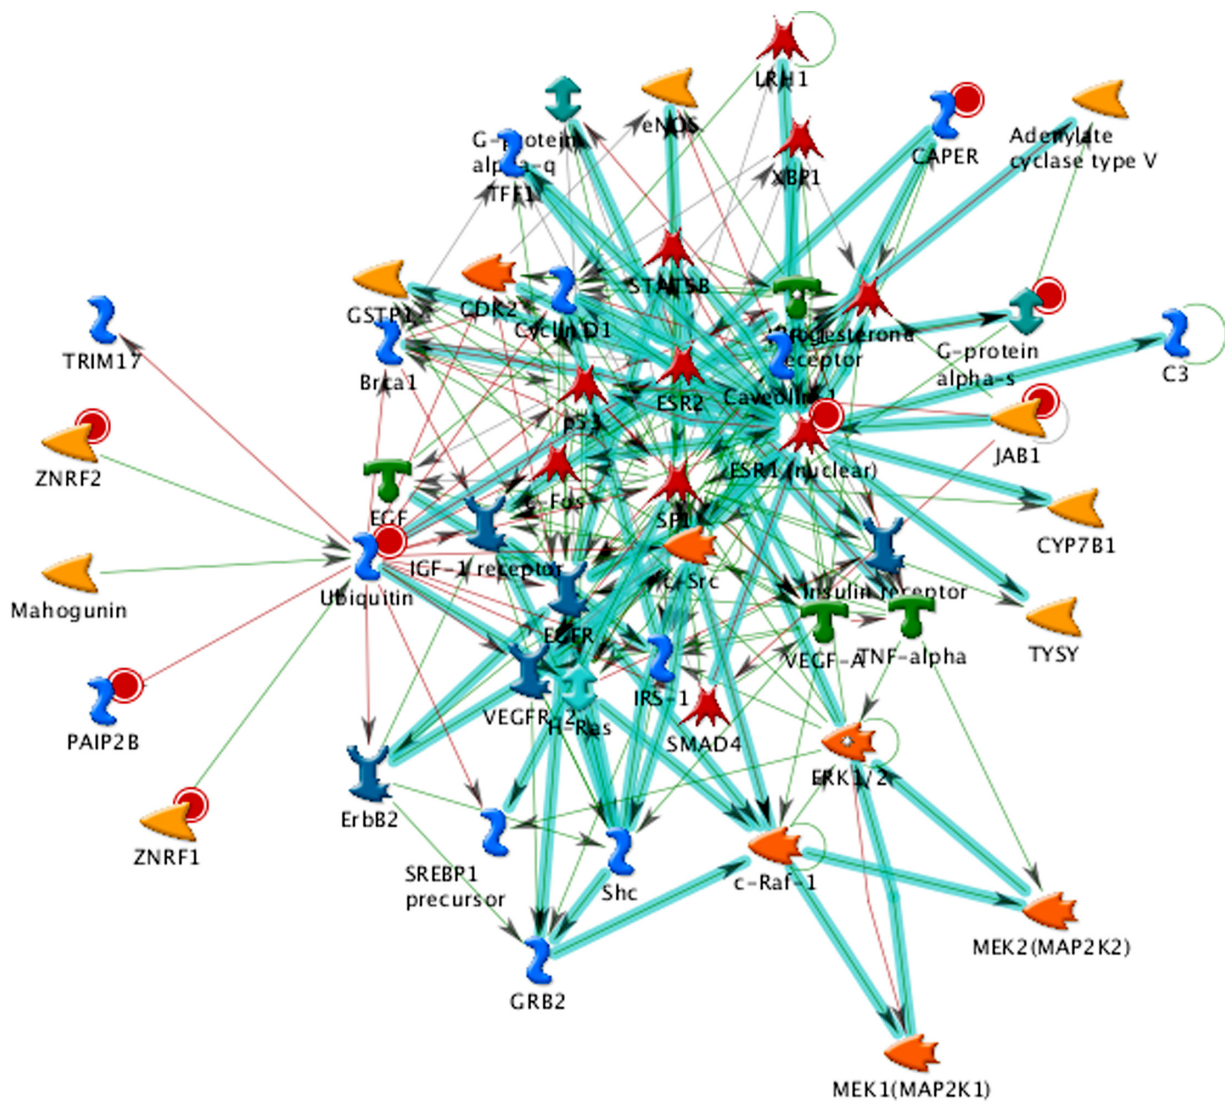 LRH1
G-protein
alpha-q
eNOS
Adenylate
cyclase type V
CAPER
XBP1
TFF1
STAT5B
GSTP1
CDK2
Cyclin D1
Progesterone
receptor
G-protein
alpha-s
TRIM17
Brca1
ESR2
Caveolin-1
C3
p53
ZNRF2
ESR1 (nuclear)
JAB1
EGF
c-Fos
SP1
CYP7B1
IGF-1 receptor
c-Src
Ubiquitin
Insulin receptor
Mahogunin
EGFR
VEGF-A
TNF-alpha
TYSY
IRS-1
VEGFR-2
H-Ras
PAIP2B
SMAD4
ERK1/2
ErbB2
ZNRF1
SREBP1
precursor
Shc
c-Raf-1
MEK2(MAP2K2)
GRB2
MEK1(MAP2K1)